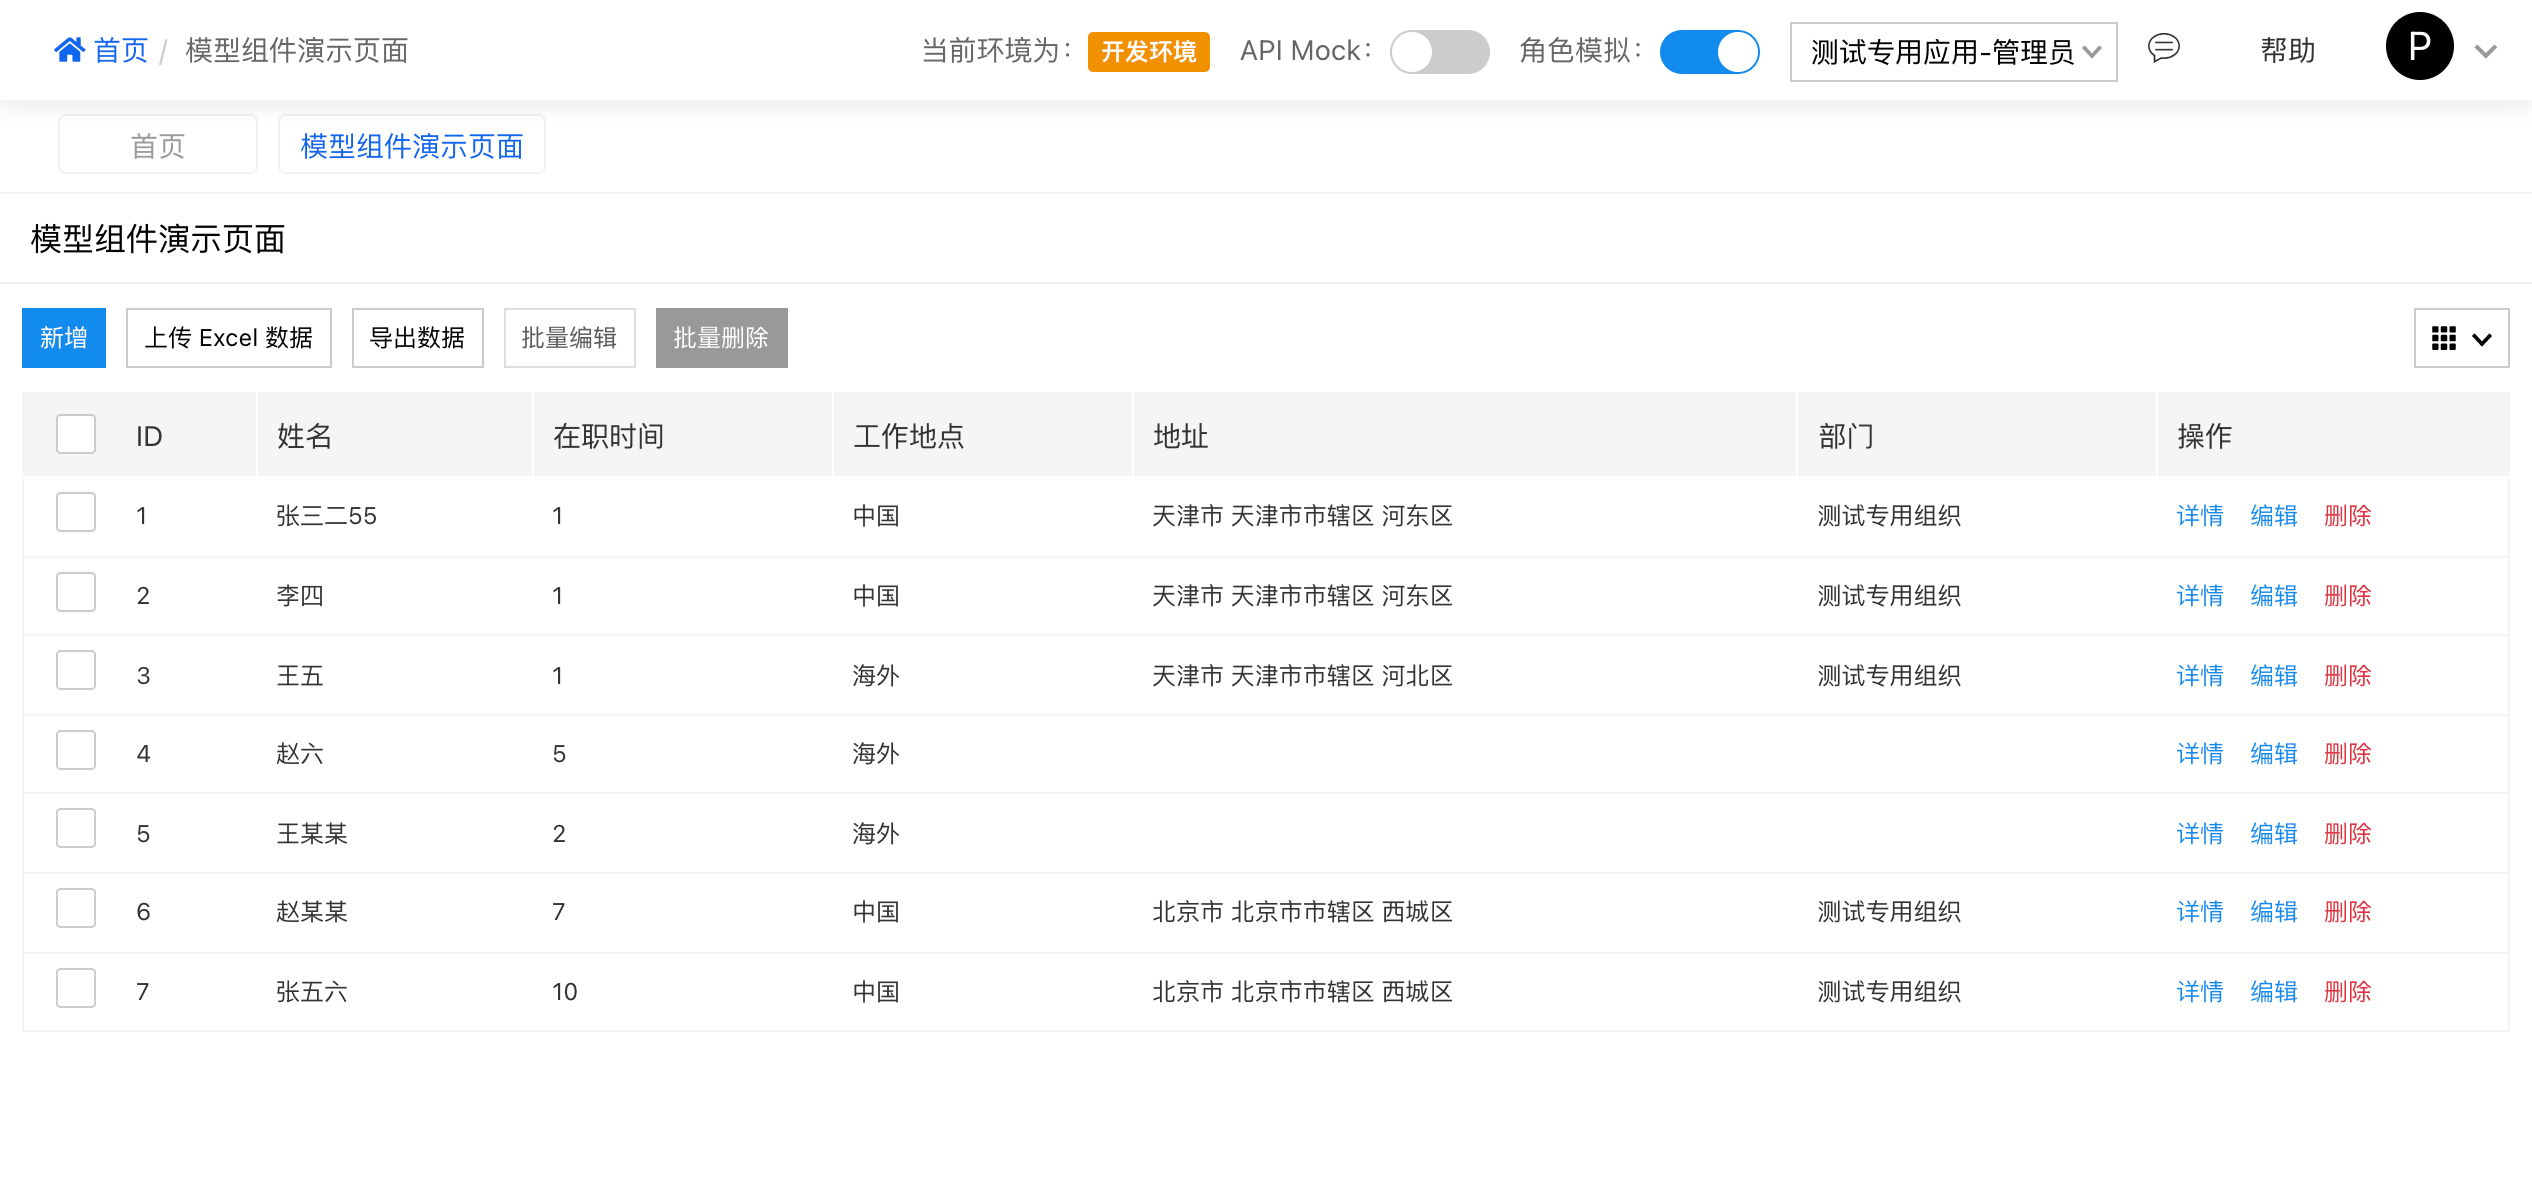 首页 / 模型组件演示页面 当前环境为： 开发环境 API Mock： 角色模拟： 测试专用应用-管理员 帮助 P
首页 模型组件演示页面
模型组件演示页面
新增 上传 Excel 数据 导出数据 批量编辑 批量删除
ID 姓名 在职时间 工作地点 地址 部门 操作
1 张三二55 1 中国 天津市 天津市市辖区 河东区 测试专用组织 详情 编辑 删除
2 李四 1 中国 天津市 天津市市辖区 河东区 测试专用组织 详情 编辑 删除
3 王五 1 海外 天津市 天津市市辖区 河北区 测试专用组织 详情 编辑 删除
4 赵六 5 海外 详情 编辑 删除
5 王某某 2 海外 详情 编辑 删除
6 赵某某 7 中国 北京市 北京市市辖区 西城区 测试专用组织 详情 编辑 删除
7 张五六 10 中国 北京市 北京市市辖区 西城区 测试专用组织 详情 编辑 删除